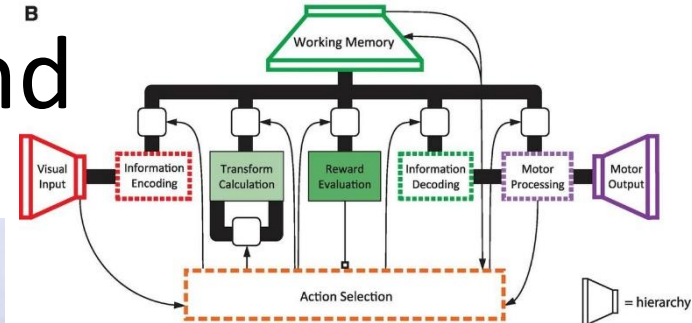 B
nd
Working Memory
Visual
Input
Information
Encoding
Transform
Calculation
Reward
Evaluation
Information
Decoding
Motor
Processing
Motor
Output
Action Selection
= hierarchy